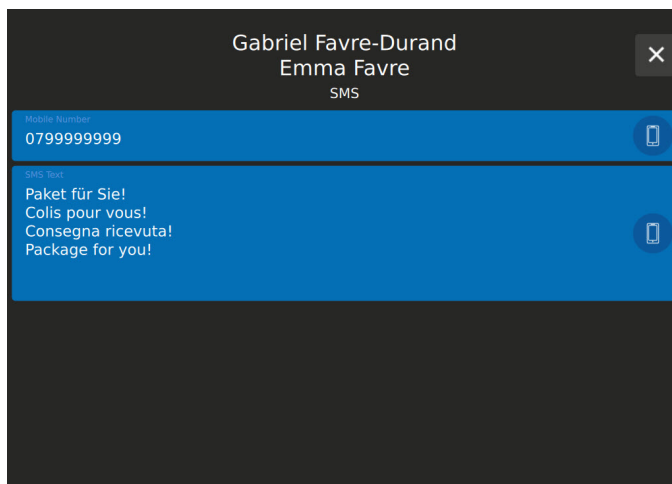 Gabriel Favre-Durand
Emma Favre
SMS
Mobile Number
0799999999
SMS Text
Paket für Sie!
Colis pour vous!
Consegna ricevuta!
Package for you!